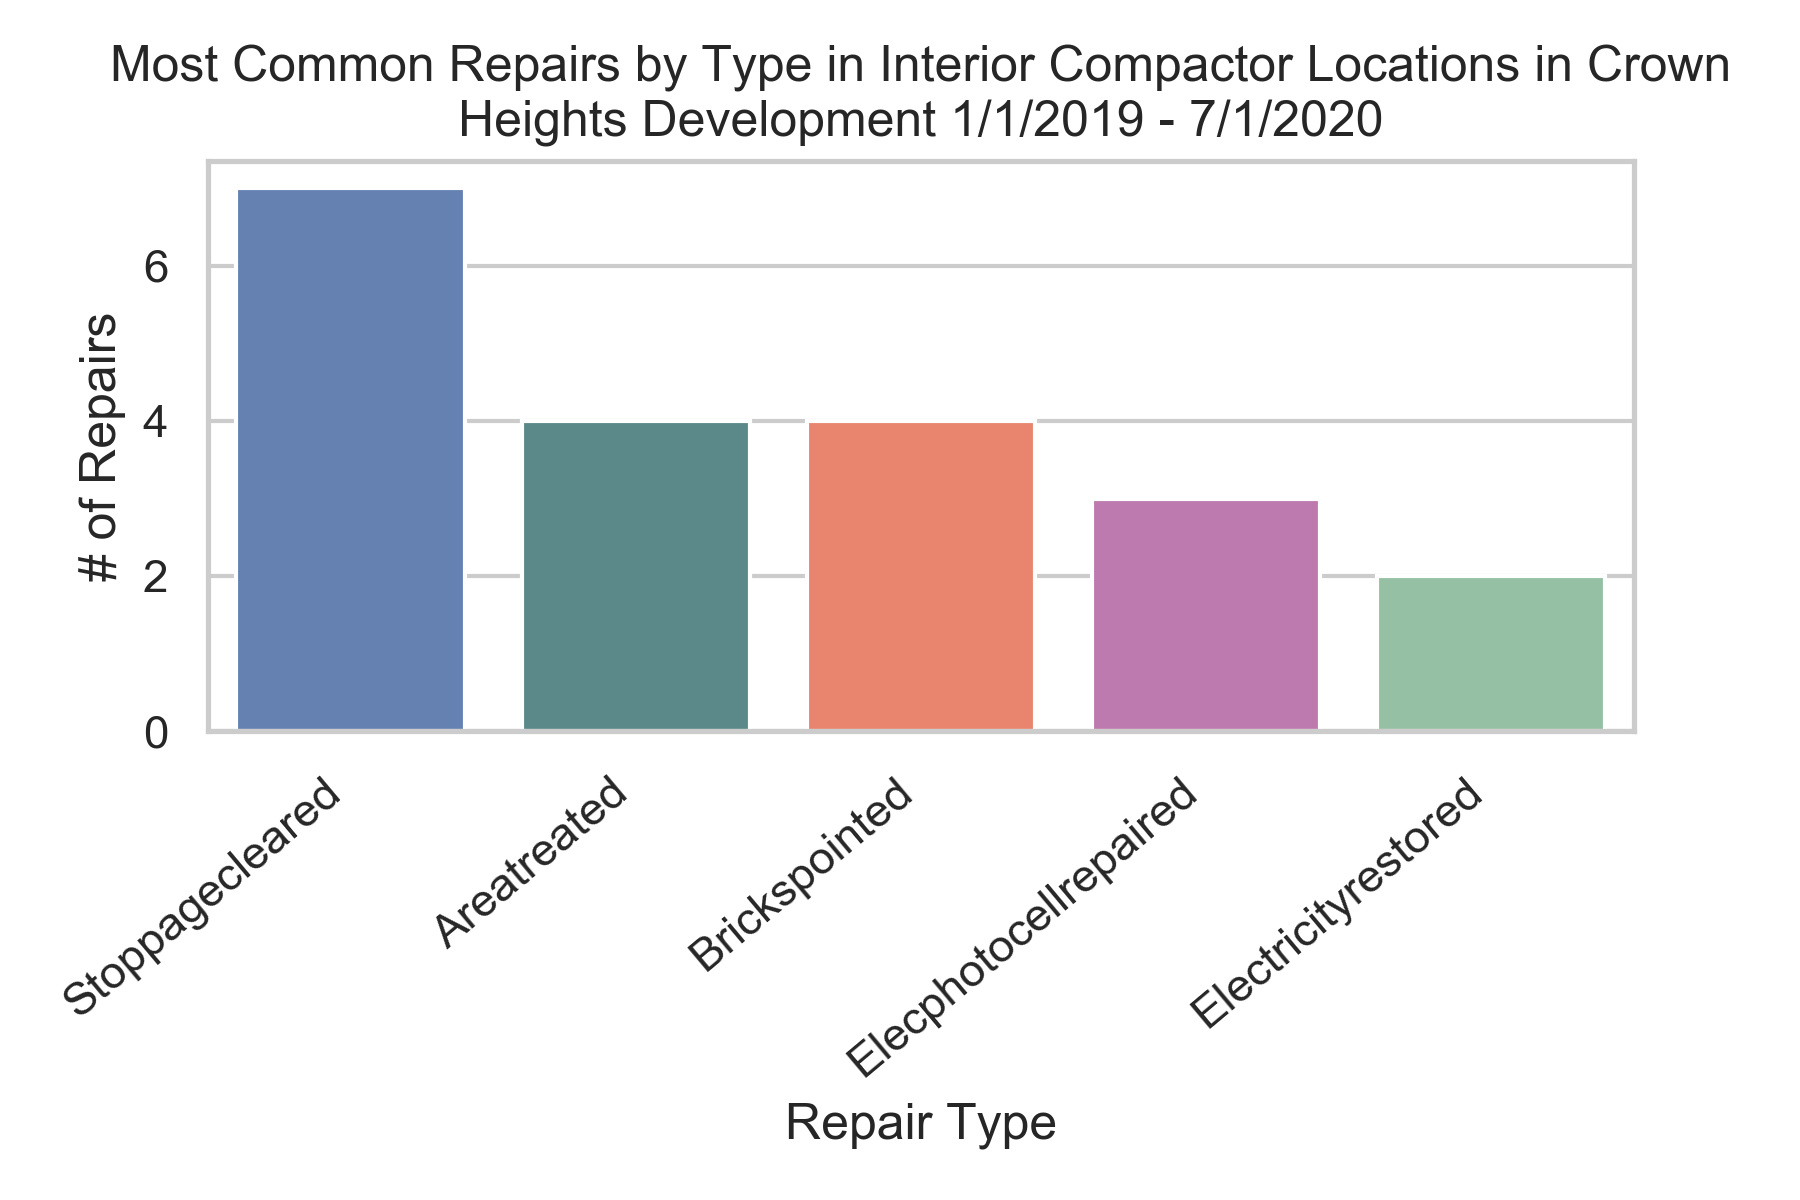 Most Common Repairs by Type in Interior Compactor Locations in Crown
Heights Development 1/1/2019 - 7/1/2020
# of Repairs
6
4
2
0
Stoppagecleared
Areatreated
Brickspointed
Elecphotocellrepaired
Electricityrestored
Repair Type